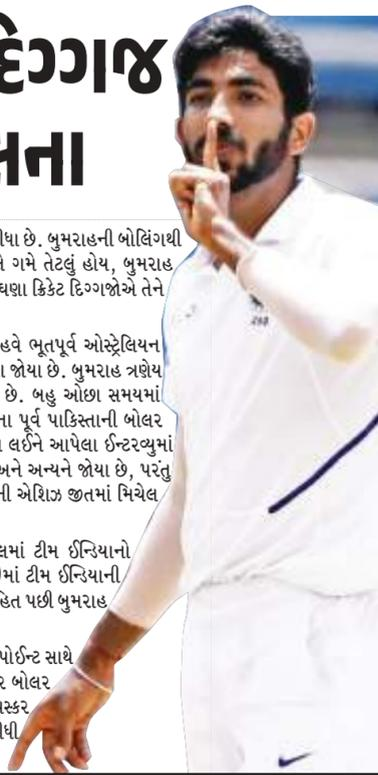 દિગ્ગજ
ના
ધા છે. બુમરાહની બોલિંગથી
ગમે તેટલું હોય, બુમરાહ
ઘણા ક્રિકેટ દિગ્ગજોએ તેને
હવે ભૂતપૂર્વ ઓસ્ટ્રેલિયન
જોયા છે. બુમરાહ ત્રણેય
છે. બહુ ઓછા સમયમાં
ના પૂર્વ પાકિસ્તાની બોલર
લઈને આપેલા ઈન્ટરવ્યુમાં
અને અન્યને જોયા છે, પરંતુ
ની એશિઝ જીતમાં મિચેલ
લમાં ટીમ ઈન્ડિયાનો
માં ટીમ ઈન્ડિયાની
હિત પછી બુમરાહ
પોઈન્ટ સાથે
ર બોલર
સ્કર
ીધી